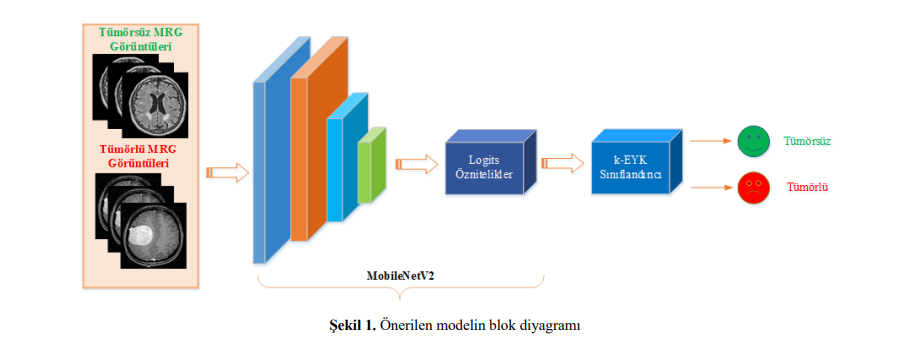 Tümörsüz MRG
Görüntüleri
Tümörlü MRG
Görüntüleri
Logits
Öznitelikler
k-EYK
Sınıflandırıcı
Tümörsüz
Tümörlü
MobileNetV2
Şekil 1. Önerilen modelin blok diyagramı